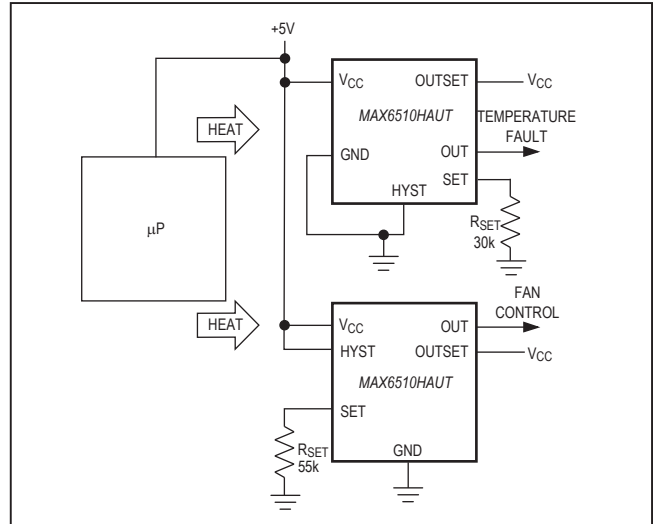 +5V
VCC
OUTSET
VCC
MAX6510HAUT
TEMPERATURE
FAULT
HEAT
GND
OUT
SET
HYST
RSET
30k
µP
FAN
CONTROL
HEAT
VCC
OUT
HYST
OUTSET
VCC
MAX6510HAUT
SET
RSET
55k
GND